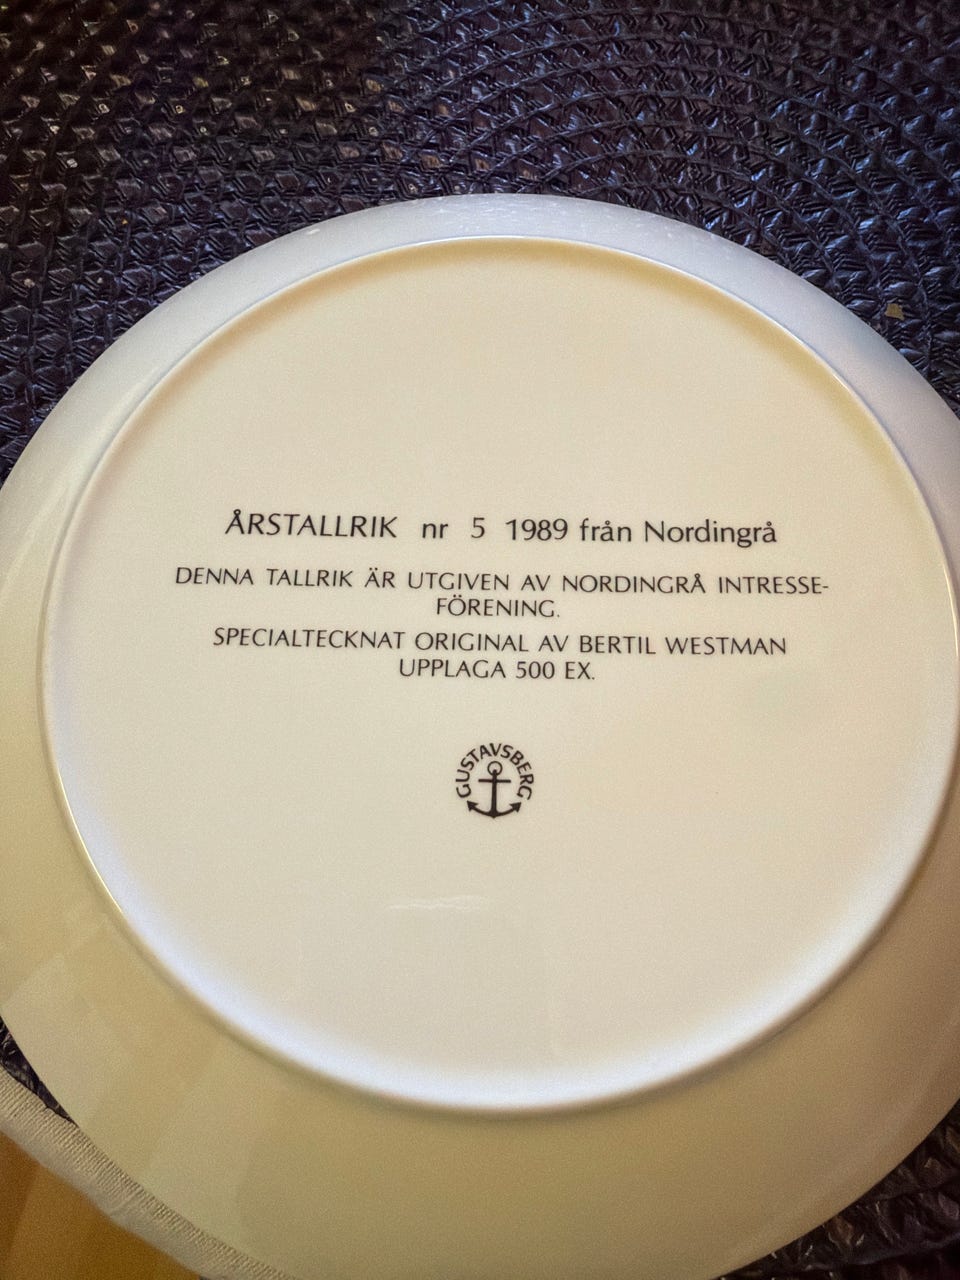 ÅRSTALLRIK nr 5 1989 från Nordingrå
DENNA TALLRIK ÄR UTGIVEN AV NORDINGRÅ INTRESSE-
FÖRENING.
SPECIALTECKNAT ORIGINAL AV BERTIL WESTMAN
UPPLAGA 500 EX.
GUSTAVSBERG